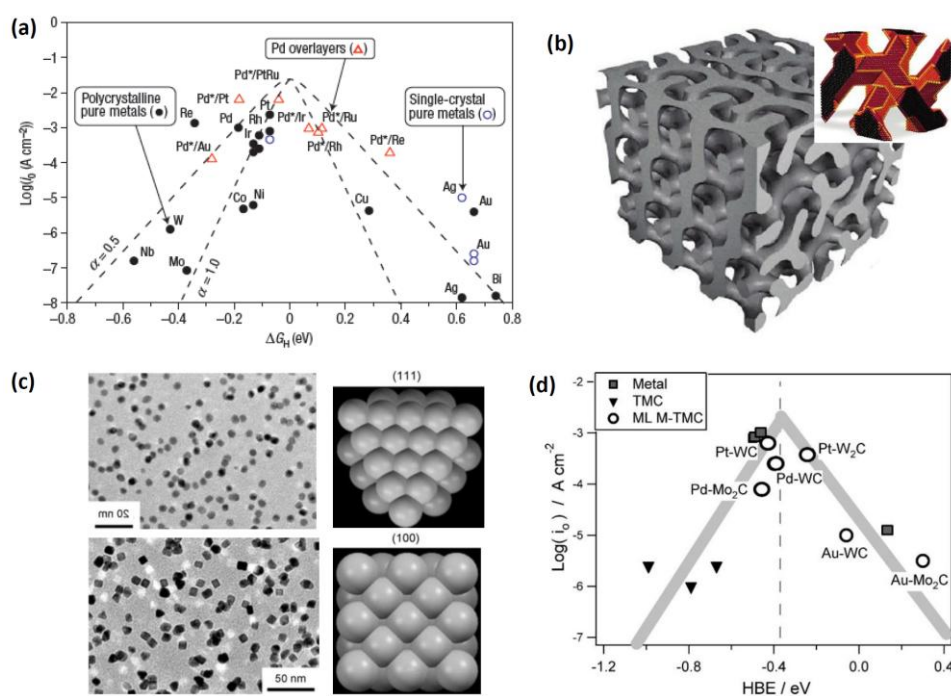 (a)
0
−1
−2
−3
−4
−5
−6
−7
−8
Log(i₀ (A cm⁻²))
Pd overlayers (△)
Polycrystalline
pure metals (●)
Single-crystal
pure metals (○)
Pd*/PtRu
Pd*/Pt
Pt
Re
Pd
Rh
Pd*/Ir
Pd*/Ru
Ir
Pd*/Rh
Pd*/Re
Pd*/Au
Co
Ni
Cu
Ag
Au
W
Au
Nb
Mo
Ag
Bi
α = 0.5
α = 1.0
−0.8
−0.6
−0.4
−0.2
0
0.2
0.4
0.6
0.8
ΔG_H (eV)
(b)
(c)
20 nm
50 nm
(111)
(100)
(d)
Metal
TMC
ML M-TMC
-2
-3
-4
-5
-6
-7
Log( i₀ ) / A cm⁻²
Pt-WC
Pt-W₂C
Pd-WC
Pd-Mo₂C
Au-WC
Au-Mo₂C
-1.2
-0.8
-0.4
0.0
0.4
HBE / eV